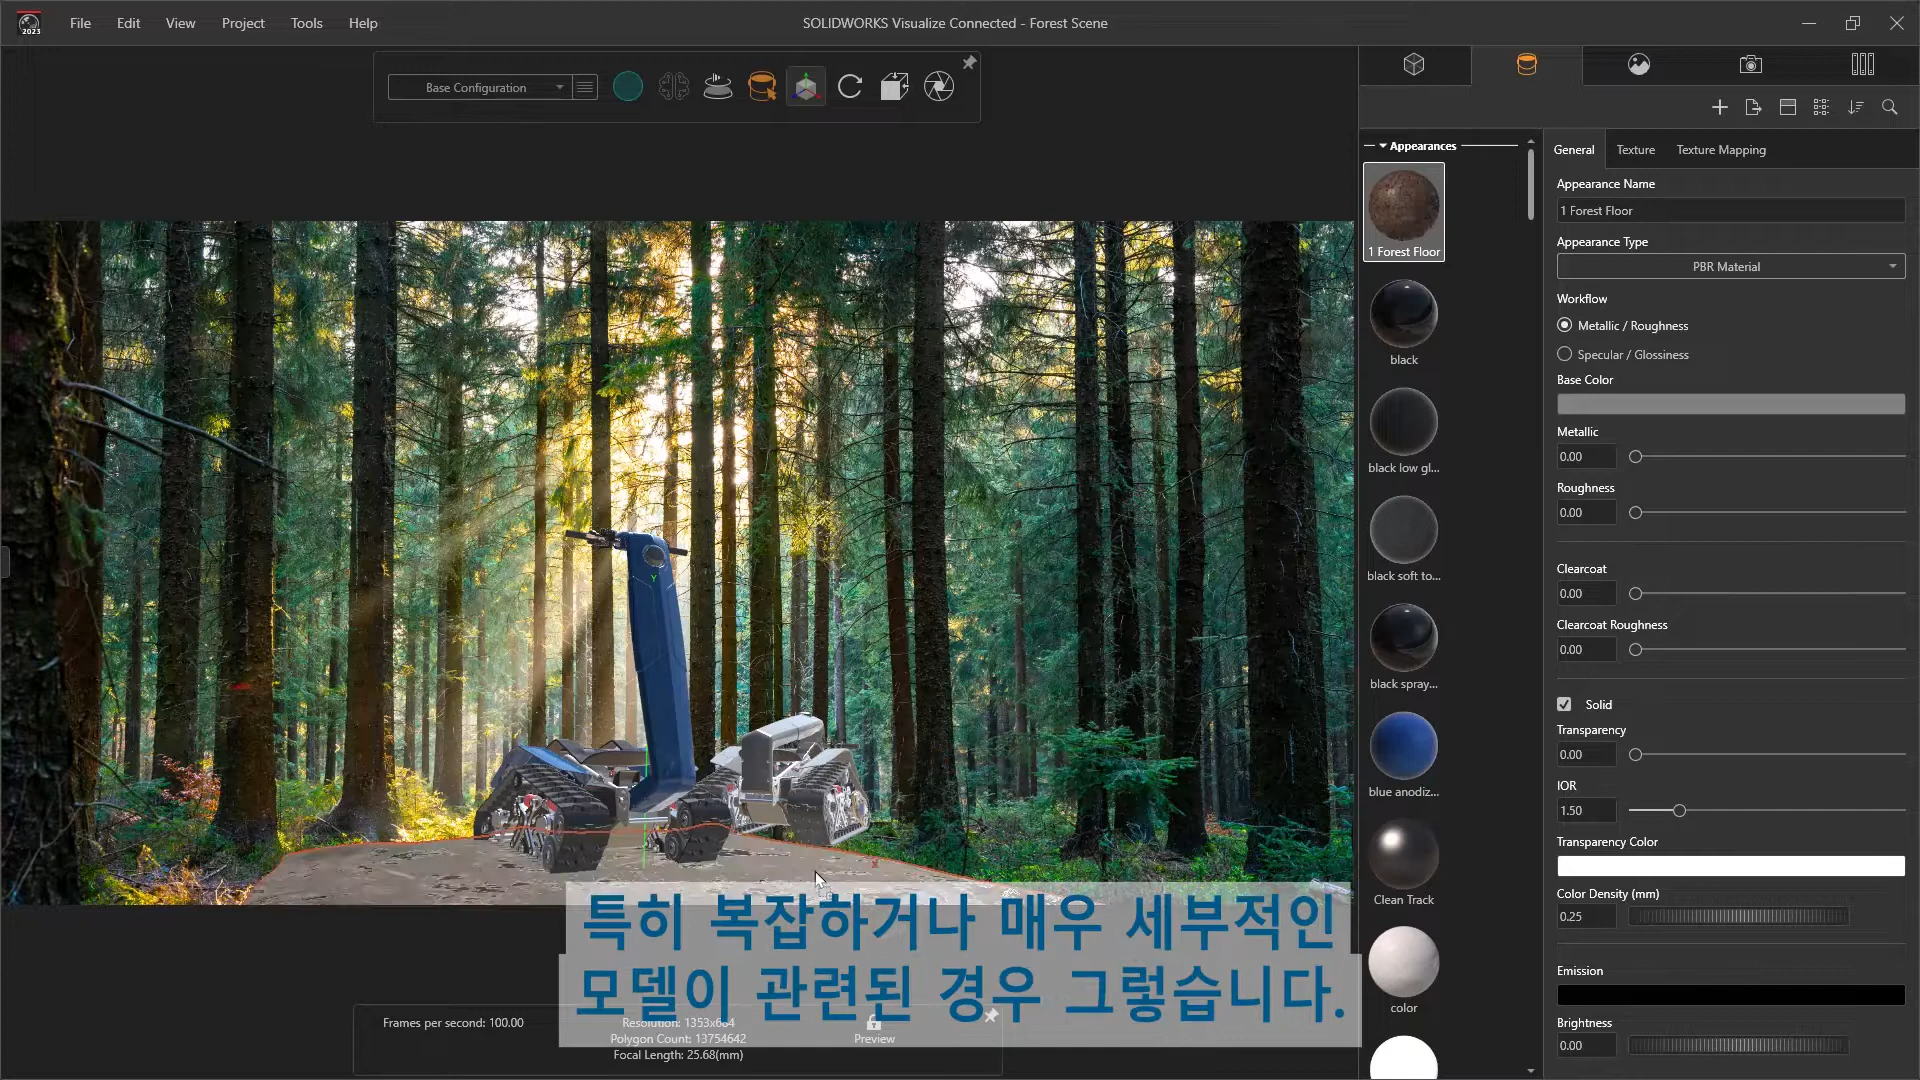 2023
File Edit View Project Tools Help
SOLIDWORKS Visualize Connected - Forest Scene
Base Configuration
Appearances
1 Forest Floor
black
black low gl...
black soft to...
black spray...
blue anodiz...
Clean Track
color
General Texture Texture Mapping
Appearance Name
1 Forest Floor
Appearance Type
PBR Material
Workflow
Metallic / Roughness
Specular / Glossiness
Base Color
Metallic
0.00
Roughness
0.00
Clearcoat
0.00
Clearcoat Roughness
0.00
Solid
Transparency
0.00
IOR
1.50
Transparency Color
Color Density (mm)
0.25
Emission
Brightness
0.00
Y
X
특히 복잡하거나 매우 세부적인
모델이 관련된 경우 그렇습니다.
Frames per second: 100.00
Resolution: 1353x684
Polygon Count: 13754642
Focal Length: 25.68(mm)
Preview